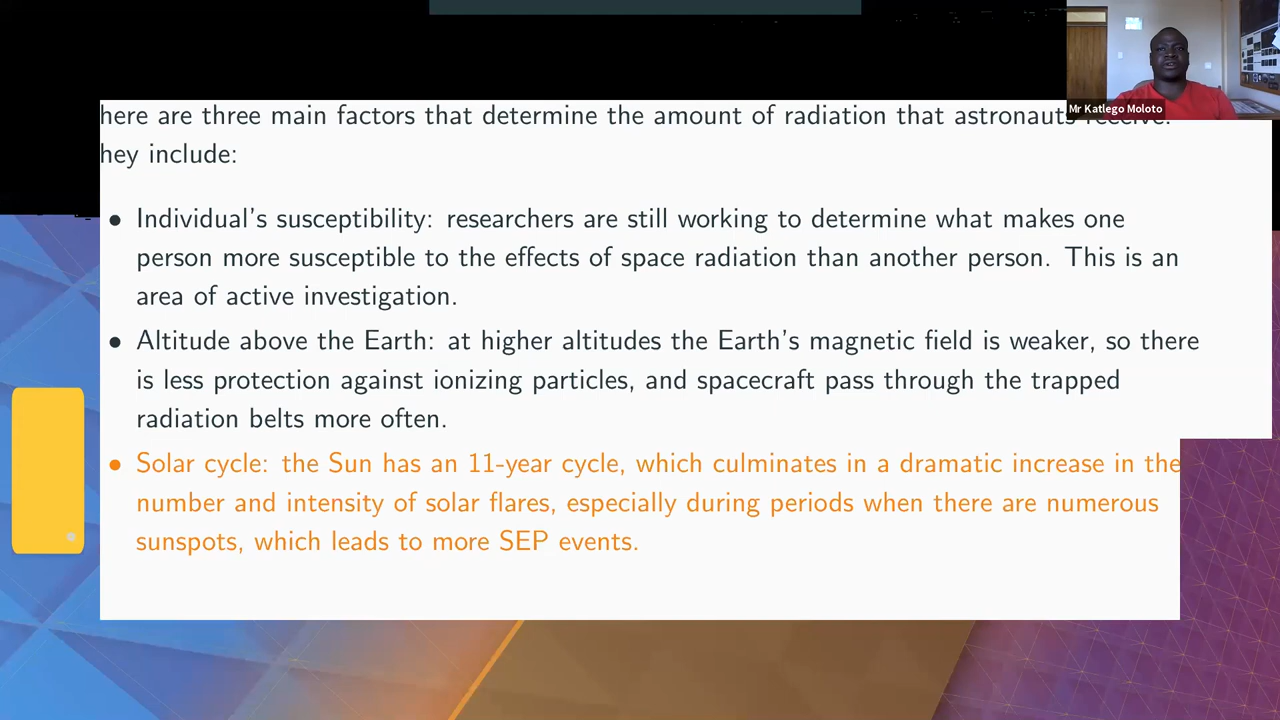 Mr Katlego Moloto
here are three main factors that determine the amount of radiation that astronauts receive.
hey include:
• Individual's susceptibility: researchers are still working to determine what makes one
person more susceptible to the effects of space radiation than another person. This is an
area of active investigation.
• Altitude above the Earth: at higher altitudes the Earth's magnetic field is weaker, so there
is less protection against ionizing particles, and spacecraft pass through the trapped
radiation belts more often.
• Solar cycle: the Sun has an 11-year cycle, which culminates in a dramatic increase in the
number and intensity of solar flares, especially during periods when there are numerous
sunspots, which leads to more SEP events.